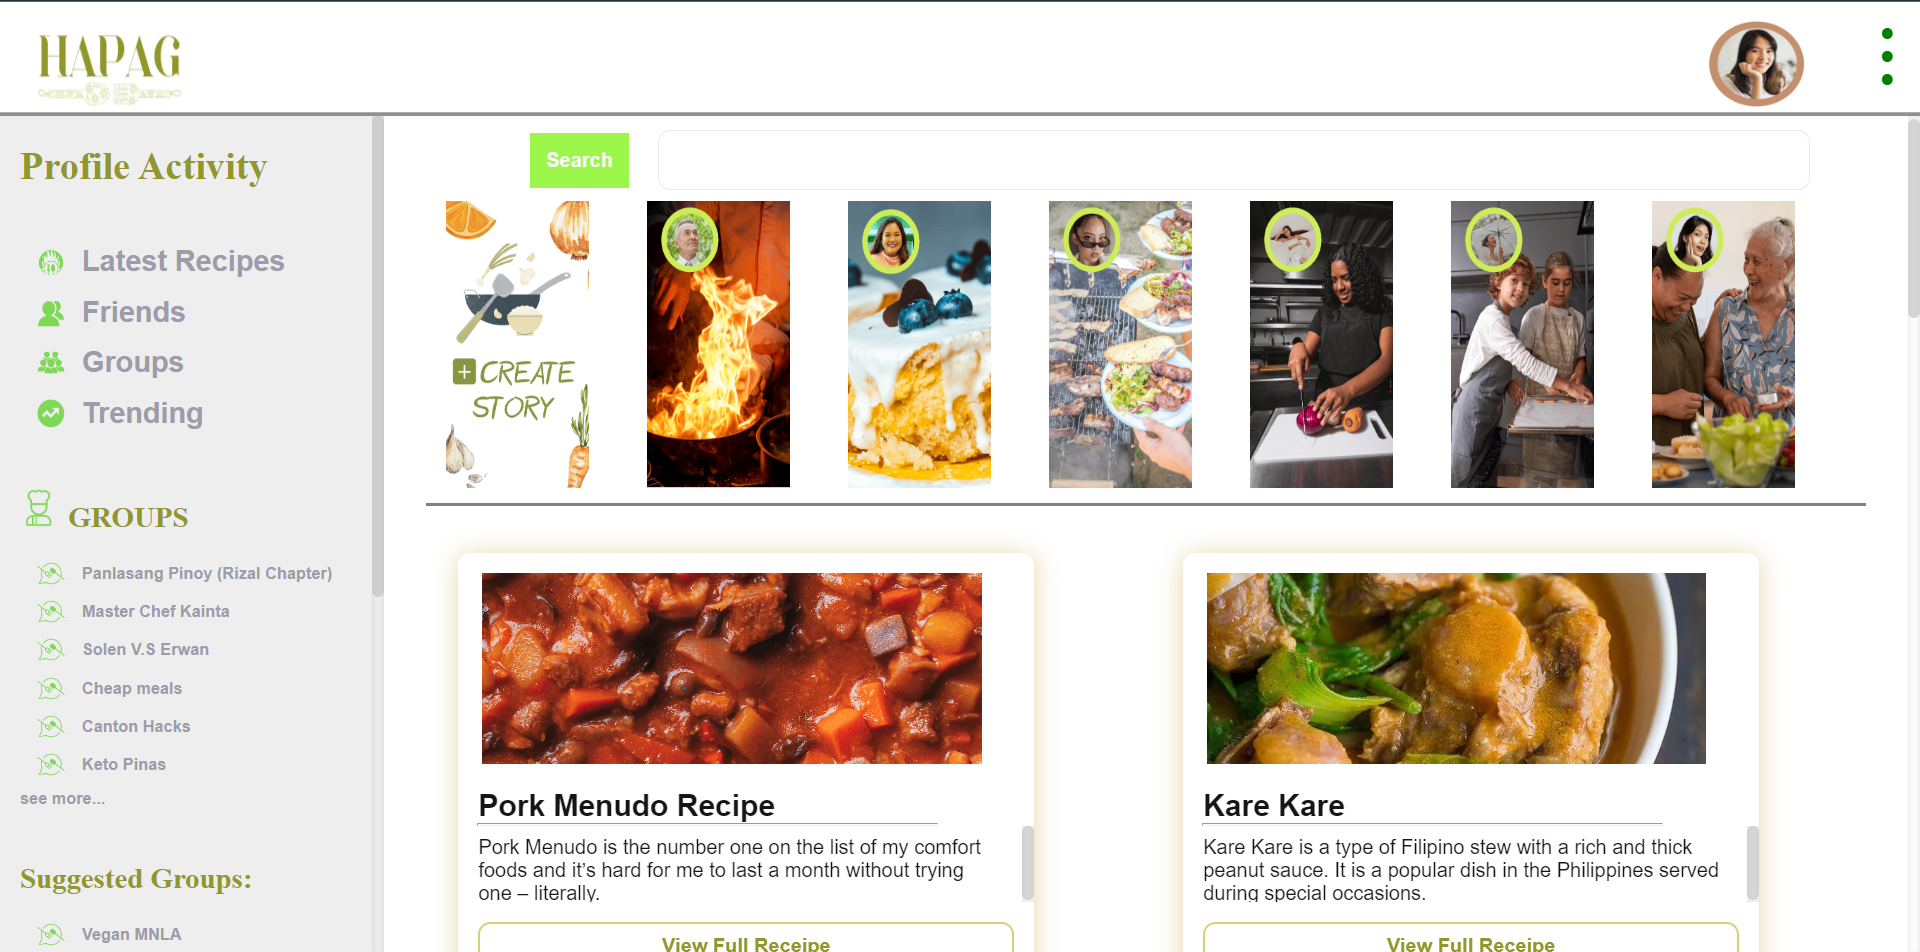 HAPAG
Profile Activity
Latest Recipes
Friends
Groups
Trending
GROUPS
Panlasang Pinoy (Rizal Chapter)
Master Chef Kainta
Solen V.S Erwan
Cheap meals
Canton Hacks
Keto Pinas
see more...
Suggested Groups:
Vegan MNLA
Search
CREATE
STORY
Pork Menudo Recipe
Pork Menudo is the number one on the list of my comfort
foods and it’s hard for me to last a month without trying
one – literally.
View Full Receipe
Kare Kare
Kare Kare is a type of Filipino stew with a rich and thick
peanut sauce. It is a popular dish in the Philippines served
during special occasions.
View Full Receipe